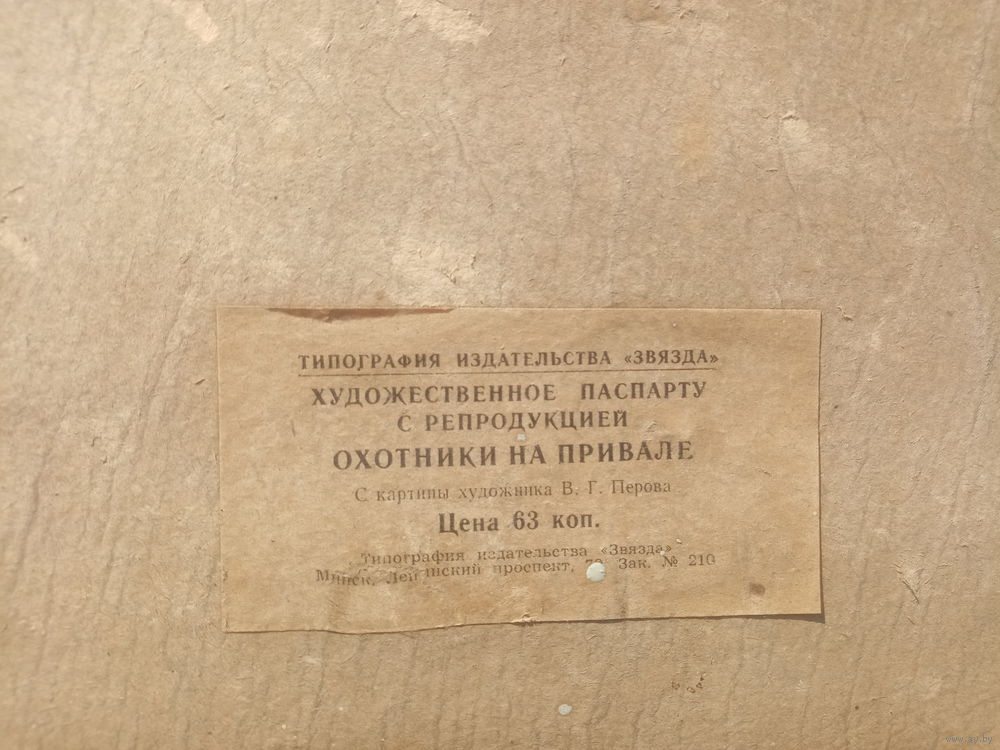 ТИПОГРАФИЯ ИЗДАТЕЛЬСТВА «ЗВЯЗДА»
ХУДОЖЕСТВЕННОЕ ПАСПАРТУ
С РЕПРОДУКЦИЕЙ
ОХОТНИКИ НА ПРИВАЛЕ
С картины художника В. Г. Перова
Цена 63 коп.
Типография издательства «Звязда»
Минск, Ленинский проспект, Зак. № 210